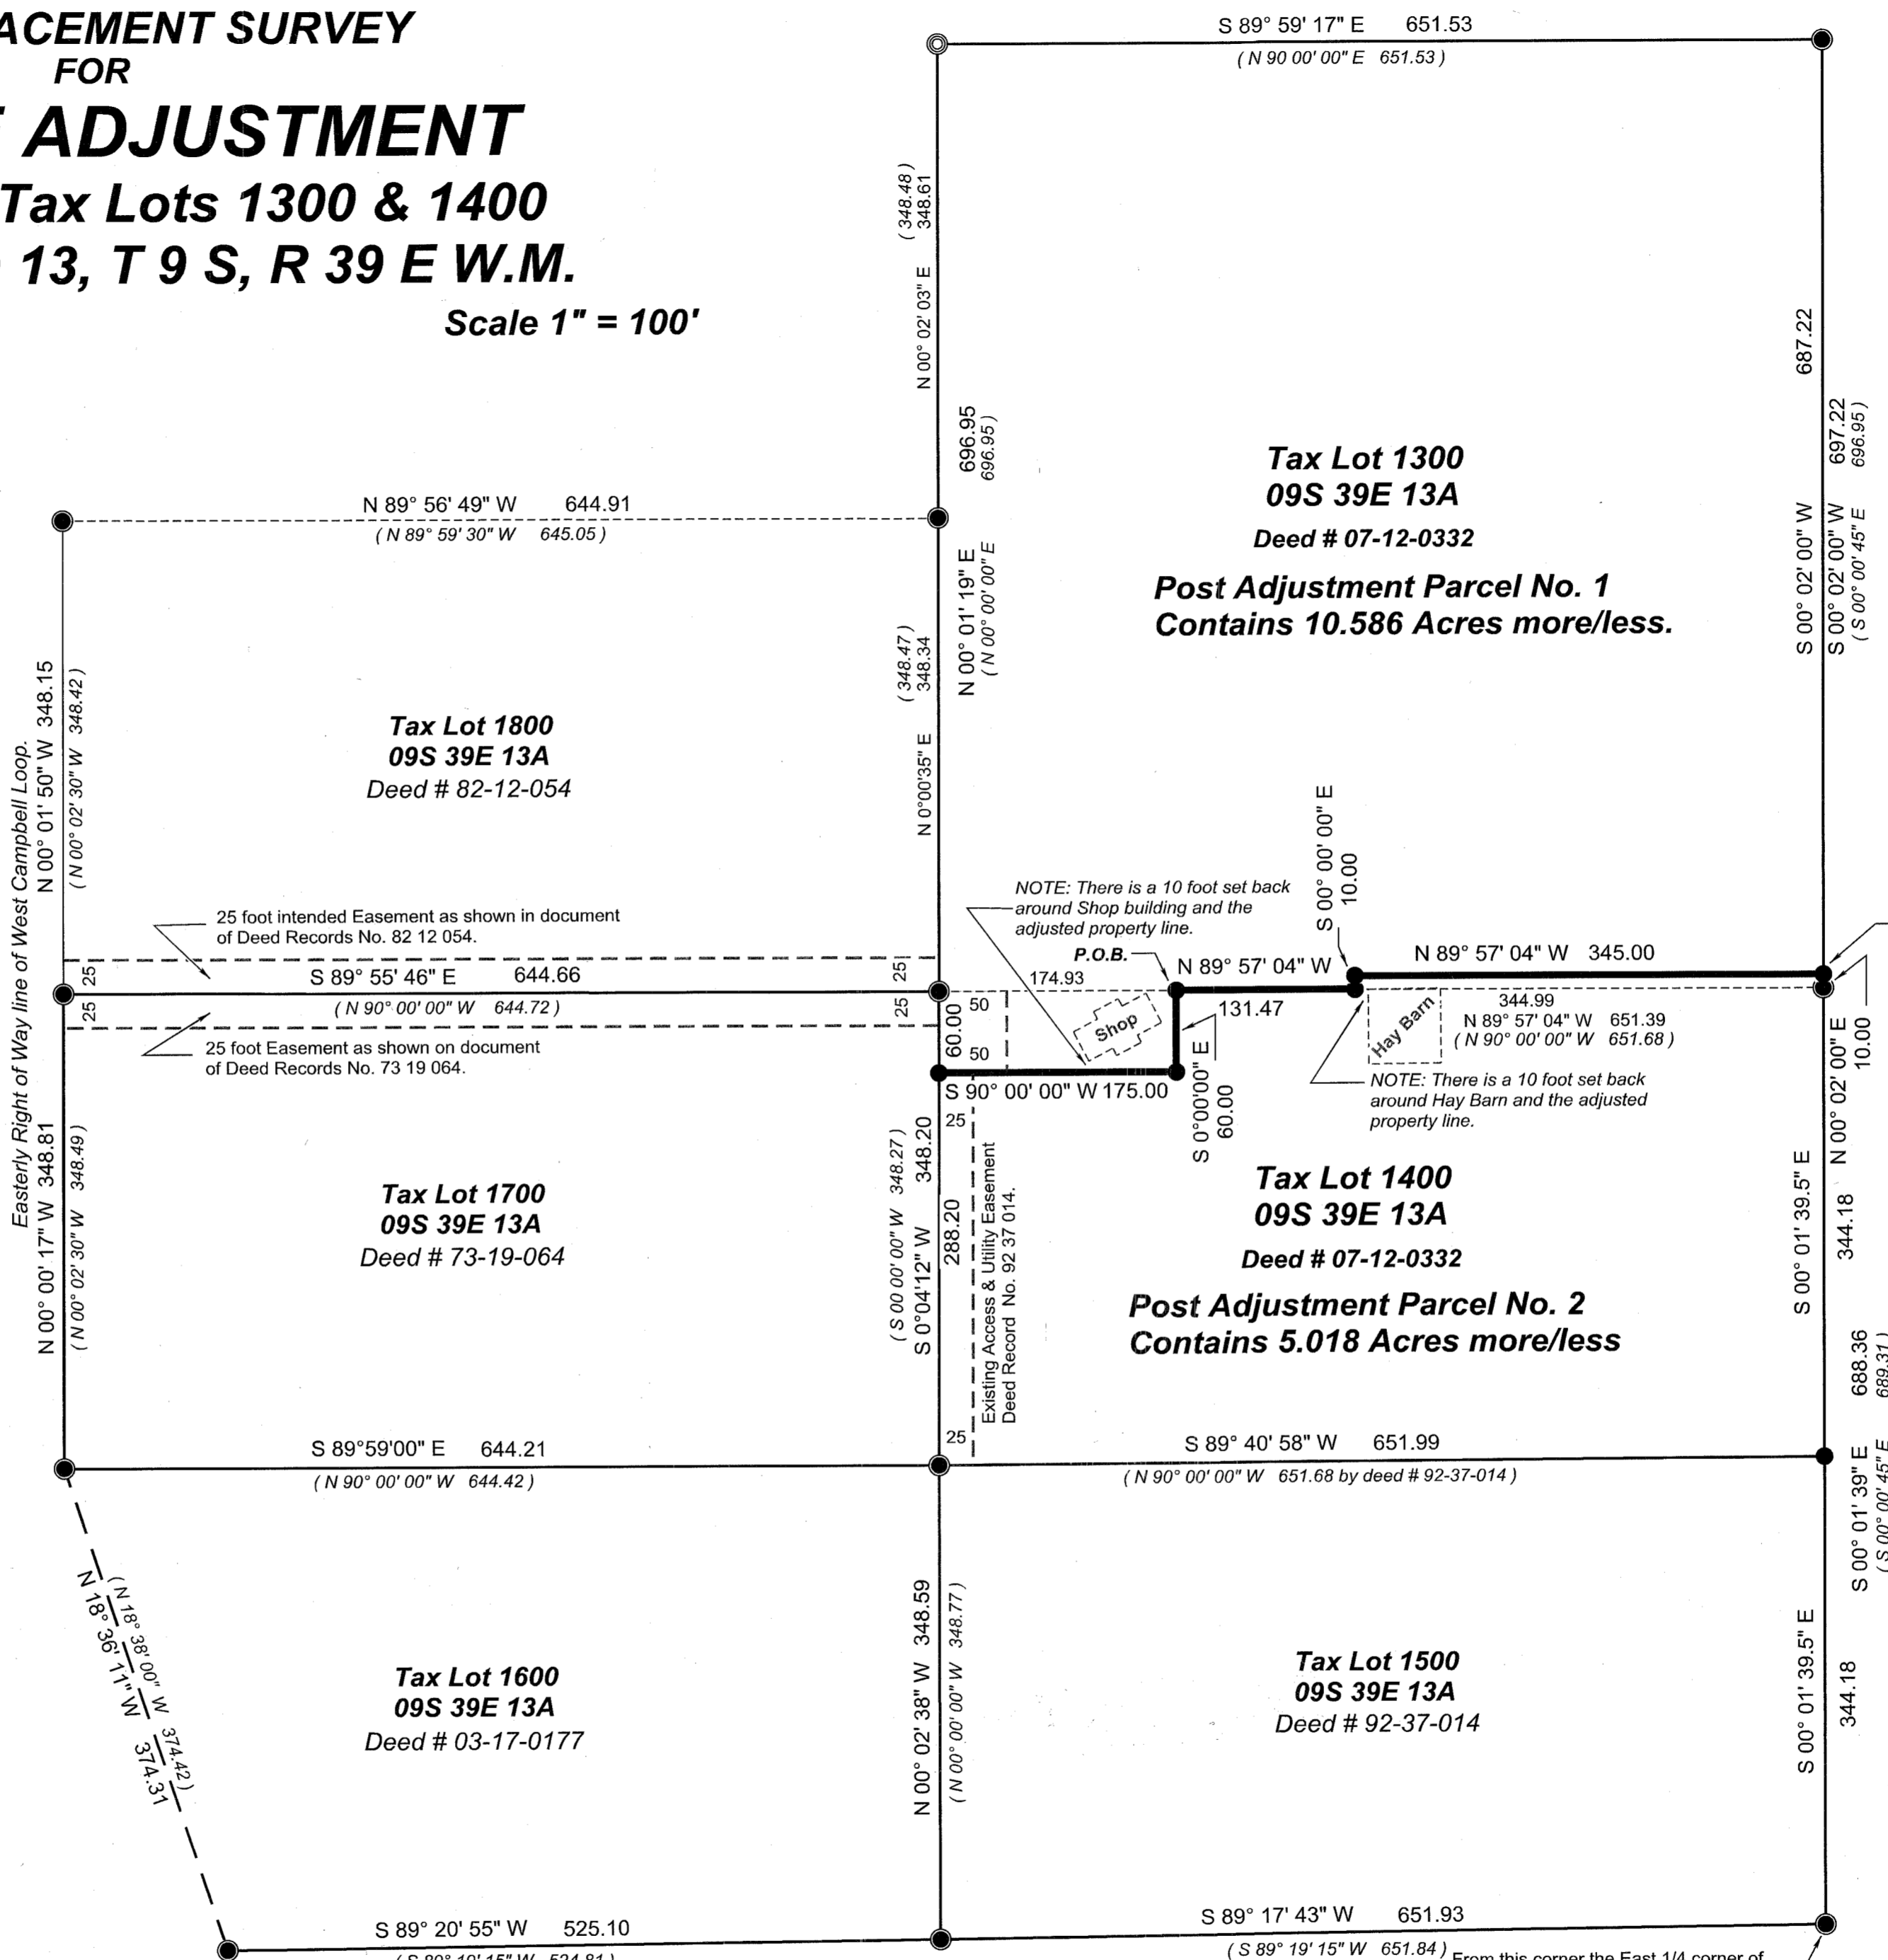 ACEMENT SURVEY
FOR
ADJUSTMENT
Tax Lots 1300 & 1400
13, T 9 S, R 39 E W.M.
Scale 1" = 100'
S 89° 59' 17" E 651.53
( N 90 00' 00" E 651.53 )
( 348.48 )
348.61
N 00° 02' 03" E
696.95
( 696.95 )
N 00° 01' 19" E
( N 00° 00' 00" E
( 348.47 )
348.34
N 0°00'35" E
687.22
S 00° 02' 00" W
697.22
( 696.95 )
S 00° 02' 00" W
( S 00° 00' 45" E
Tax Lot 1300
09S 39E 13A
Deed # 07-12-0332
Post Adjustment Parcel No. 1
Contains 10.586 Acres more/less.
N 89° 56' 49" W 644.91
( N 89° 59' 30" W 645.05 )
Easterly Right of Way line of West Campbell Loop.
N 00° 01' 50" W 348.15
( N 00° 02' 30" W 348.42 )
Tax Lot 1800
09S 39E 13A
Deed # 82-12-054
25 foot intended Easement as shown in document
of Deed Records No. 82 12 054.
25
S 89° 55' 46" E 644.66
25
25
( N 90° 00' 00" W 644.72 )
25
25 foot Easement as shown on document
of Deed Records No. 73 19 064.
NOTE: There is a 10 foot set back
around Shop building and the
adjusted property line.
P.O.B.
174.93
N 89° 57' 04" W
131.47
S 00° 00' 00" E
10.00
N 89° 57' 04" W 345.00
344.99
N 89° 57' 04" W 651.39
( N 90° 00' 00" W 651.68 )
Shop
Hay Barn
50
60.00
50
S 90° 00' 00" W 175.00
S 0°00'00" E
60.00
NOTE: There is a 10 foot set back
around Hay Barn and the adjusted
property line.
N 00° 02' 00" E
10.00
N 00° 00' 17" W 348.81
( N 00° 02' 30" W 348.49 )
Tax Lot 1700
09S 39E 13A
Deed # 73-19-064
( S 00 00' 00" W 348.27 )
S 0°04'12" W 348.20
288.20
25
Existing Access & Utility Easement
Deed Record No. 92 37 014.
25
Tax Lot 1400
09S 39E 13A
Deed # 07-12-0332
Post Adjustment Parcel No. 2
Contains 5.018 Acres more/less
S 00° 01' 39.5" E
344.18
688.36
689.31 )
S 00° 01' 39" E
( S 00° 00' 45" E
S 89°59'00" E 644.21
( N 90° 00' 00" W 644.42 )
S 89° 40' 58" W 651.99
( N 90° 00' 00" W 651.68 by deed # 92-37-014 )
( N 18° 38' 00" W 374.42 )
N 18° 36' 11" W 374.31
Tax Lot 1600
09S 39E 13A
Deed # 03-17-0177
N 00° 02' 38" W 348.59
( N 00° 00' 00" W 348.77 )
Tax Lot 1500
09S 39E 13A
Deed # 92-37-014
S 00° 01' 39.5" E
344.18
S 89° 20' 55" W 525.10
( S 89° 19' 15" W 524.81 )
S 89° 17' 43" W 651.93
( S 89° 19' 15" W 651.84 )
From this corner the East 1/4 corner of